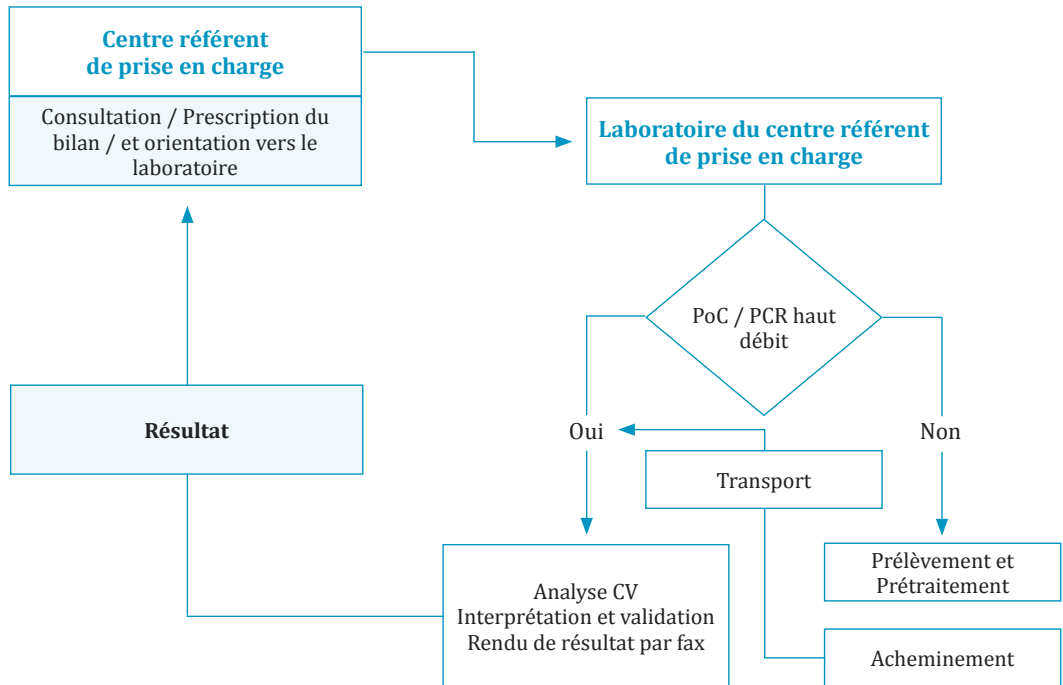 Centre référent
de prise en charge
Consultation / Prescription du
bilan / et orientation vers le
laboratoire
Laboratoire du centre référent
de prise en charge
PoC / PCR haut
débit
Oui
Non
Résultat
Transport
Analyse CV
Interprétation et validation
Rendu de résultat par fax
Prélèvement et
Prétraitement
Acheminement